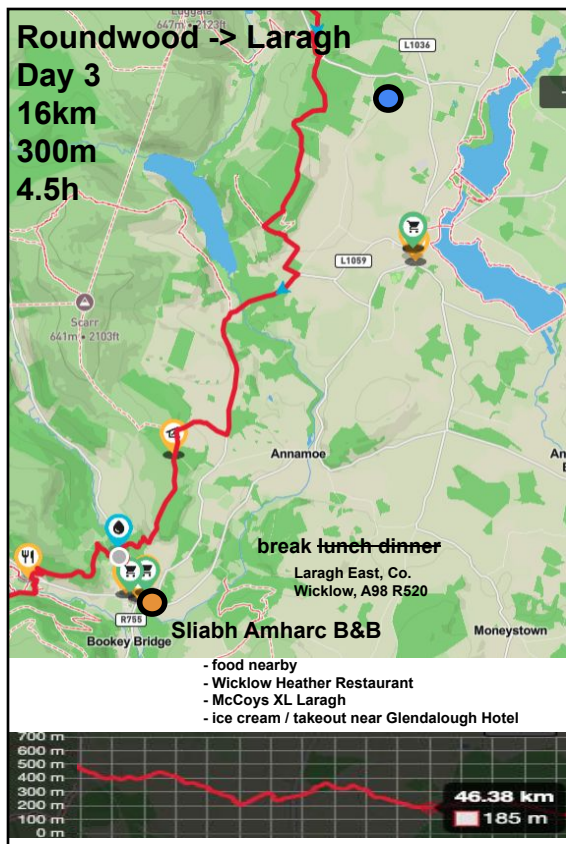 Luggala
647 m • 2123ft
Roundwood -> Laragh
Day 3
16km
300m
4.5h
L1036
L1059
Scarr
641m • 2103ft
Annamoe
An
break lunch dinner
Laragh East, Co.
Wicklow, A98 R520
R755
Sliabh Amharc B&B
Bookey Bridge
Moneystown
- food nearby
- Wicklow Heather Restaurant
- McCoys XL Laragh
- ice cream / takeout near Glendalough Hotel
700 m
600 m
500 m
400 m
300 m
200 m
100 m
0 m
46.38 km
185 m